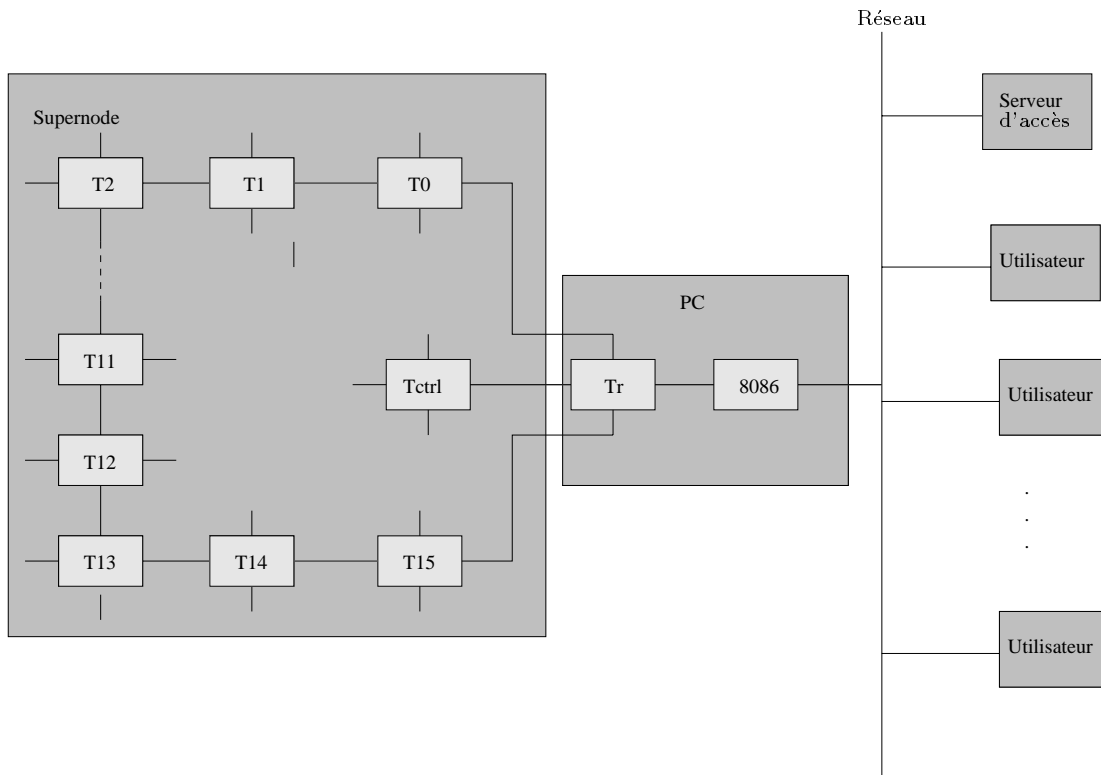 Réseau
Serveur
d'accès
Supernode
T2
T1
T0
Utilisateur
PC
T11
Tctrl
Tr
8086
Utilisateur
T12
.
.
.
T13
T14
T15
Utilisateur